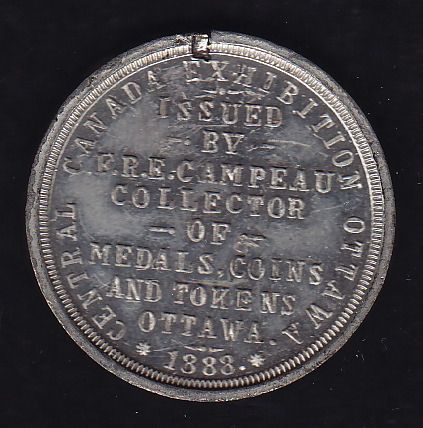 CENTRAL CANADA EXHIBITION OTTAWA
ISSUED
- BY -
F.R.E. CAMPEAU
COLLECTOR
- OF -
MEDALS, COINS
AND TOKENS
OTTAWA.
* 1888. *